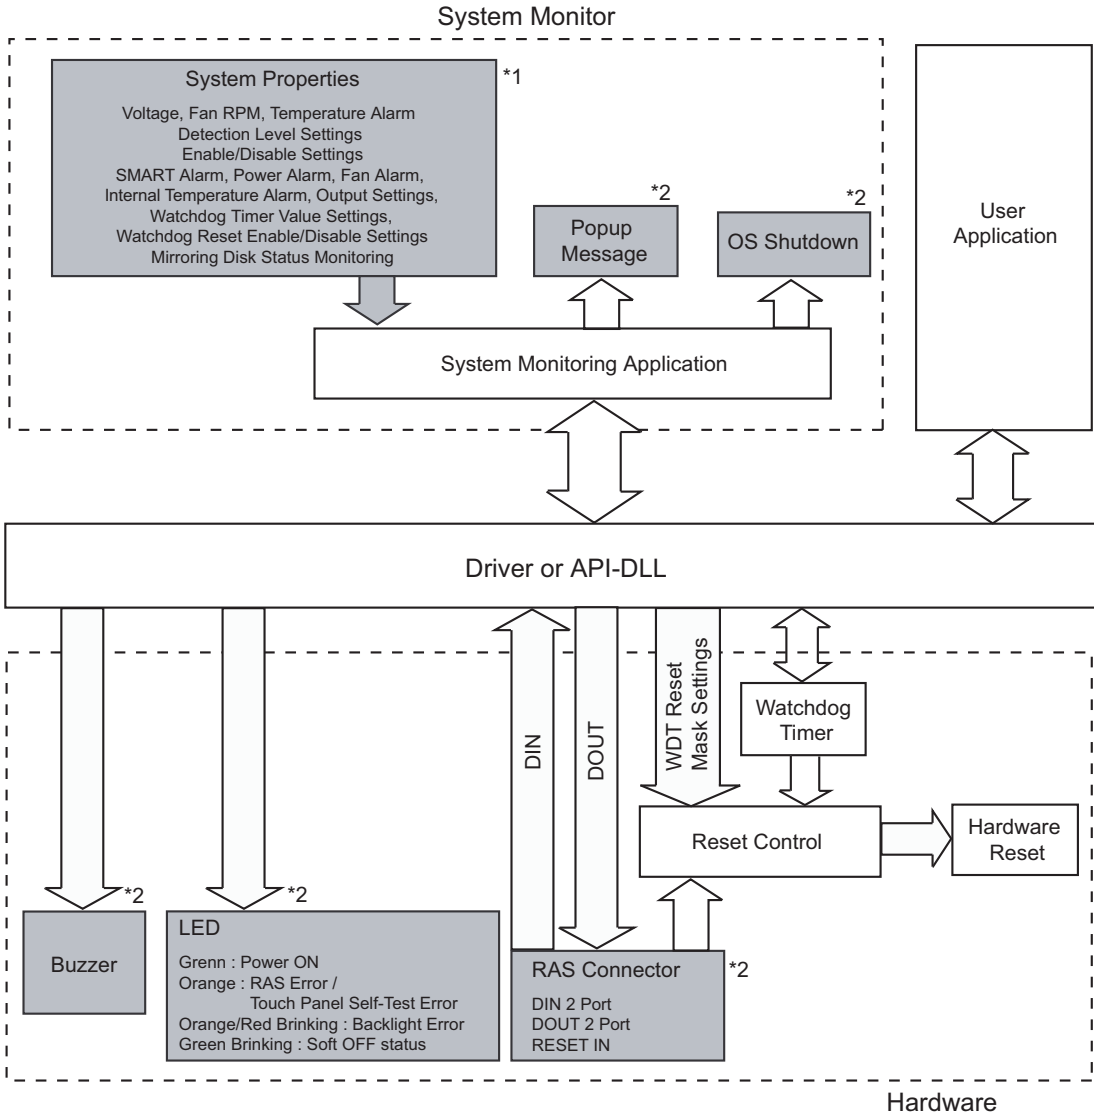 System Monitor
System Properties
*1
Voltage, Fan RPM, Temperature Alarm
Detection Level Settings
Enable/Disable Settings
SMART Alarm, Power Alarm, Fan Alarm,
Internal Temperature Alarm, Output Settings,
Watchdog Timer Value Settings,
Watchdog Reset Enable/Disable Settings
Mirroring Disk Status Monitoring
*2
Popup
Message
*2
OS Shutdown
User
Application
System Monitoring Application
Driver or API-DLL
DIN
DOUT
WDT Reset
Mask Settings
Watchdog
Timer
Reset Control
Hardware
Reset
*2
Buzzer
*2
LED
Grenn : Power ON
Orange : RAS Error /
Touch Panel Self-Test Error
Orange/Red Brinking : Backlight Error
Green Brinking : Soft OFF status
RAS Connector
*2
DIN 2 Port
DOUT 2 Port
RESET IN
Hardware